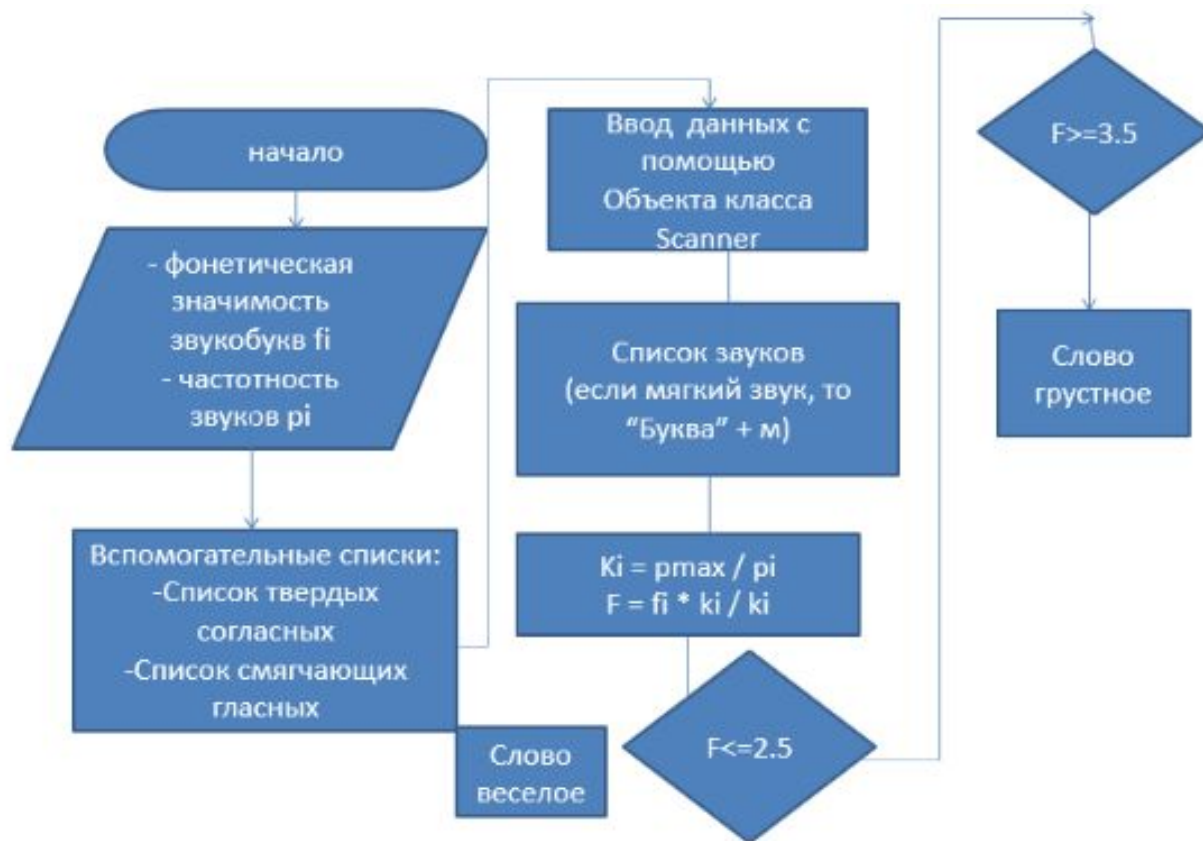 начало
- фонетическая
значимость
звукобукв fi
- частотность
звуков pi
Вспомогательные списки:
-Список твердых
согласных
-Список смягчающих
гласных
Ввод данных с
помощью
Объекта класса
Scanner
Список зауков
(если мягкий звук, то
“Буква” + м)
Ki = pmax / pi
F = fi * ki / ki
F<=2.5
Слово
веселое
F>=3.5
Слово
грустное